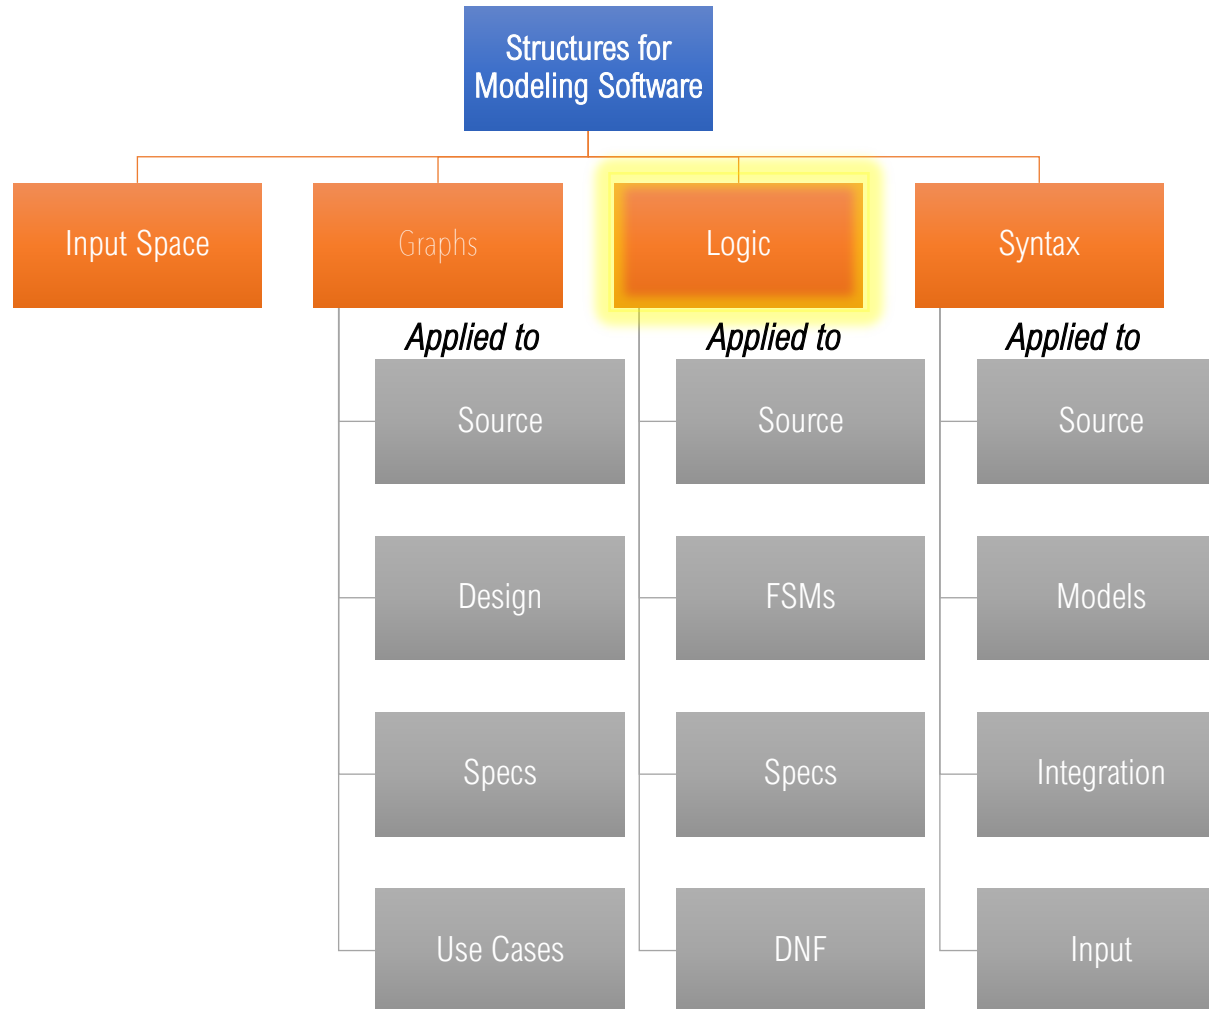 Structures for
Modeling Software
Input Space
Graphs
Logic
Syntax
Applied to
Applied to
Applied to
Source
Source
Source
Design
FSMs
Models
Specs
Specs
Integration
Use Cases
DNF
Input